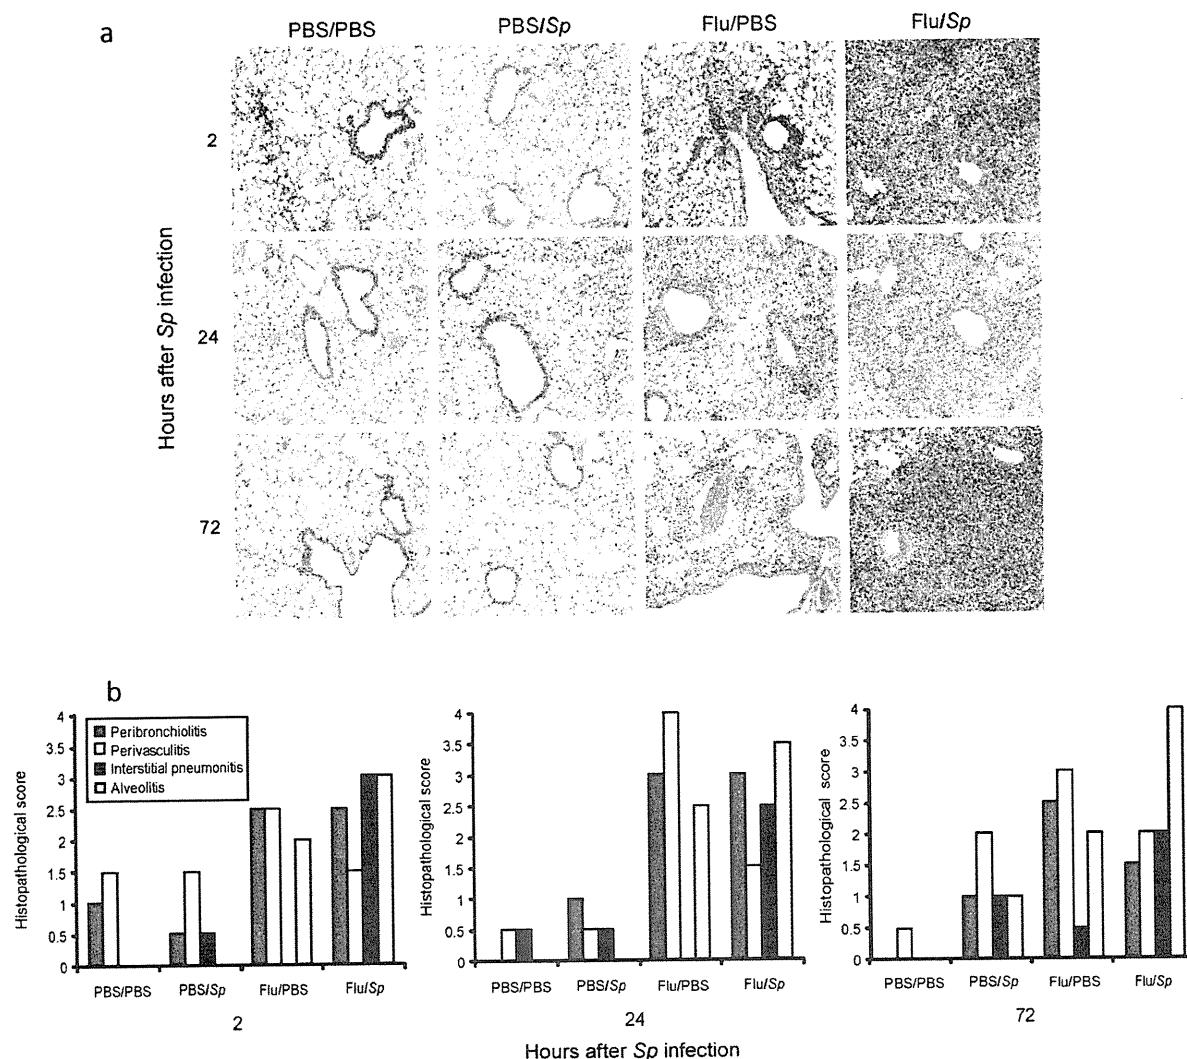 a
PBS/PBS
PBS/Sp
Flu/PBS
Flu/Sp
Hours after Sp infection
2
24
72
b
Histopathological score
4
3.5
3
2.5
2
1.5
1
0.5
0
Peribronchiolitis
Perivasculitis
Interstitial pneumonitis
Alveolitis
PBS/PBS
PBS/Sp
Flu/PBS
Flu/Sp
2
Histopathological score
4
3.5
3
2.5
2
1.5
1
0.5
0
PBS/PBS
PBS/Sp
Flu/PBS
Flu/Sp
24
Histopathological score
4
3.5
3
2.5
2
1.5
1
0.5
0
PBS/PBS
PBS/Sp
Flu/PBS
Flu/Sp
72
Hours after Sp infection